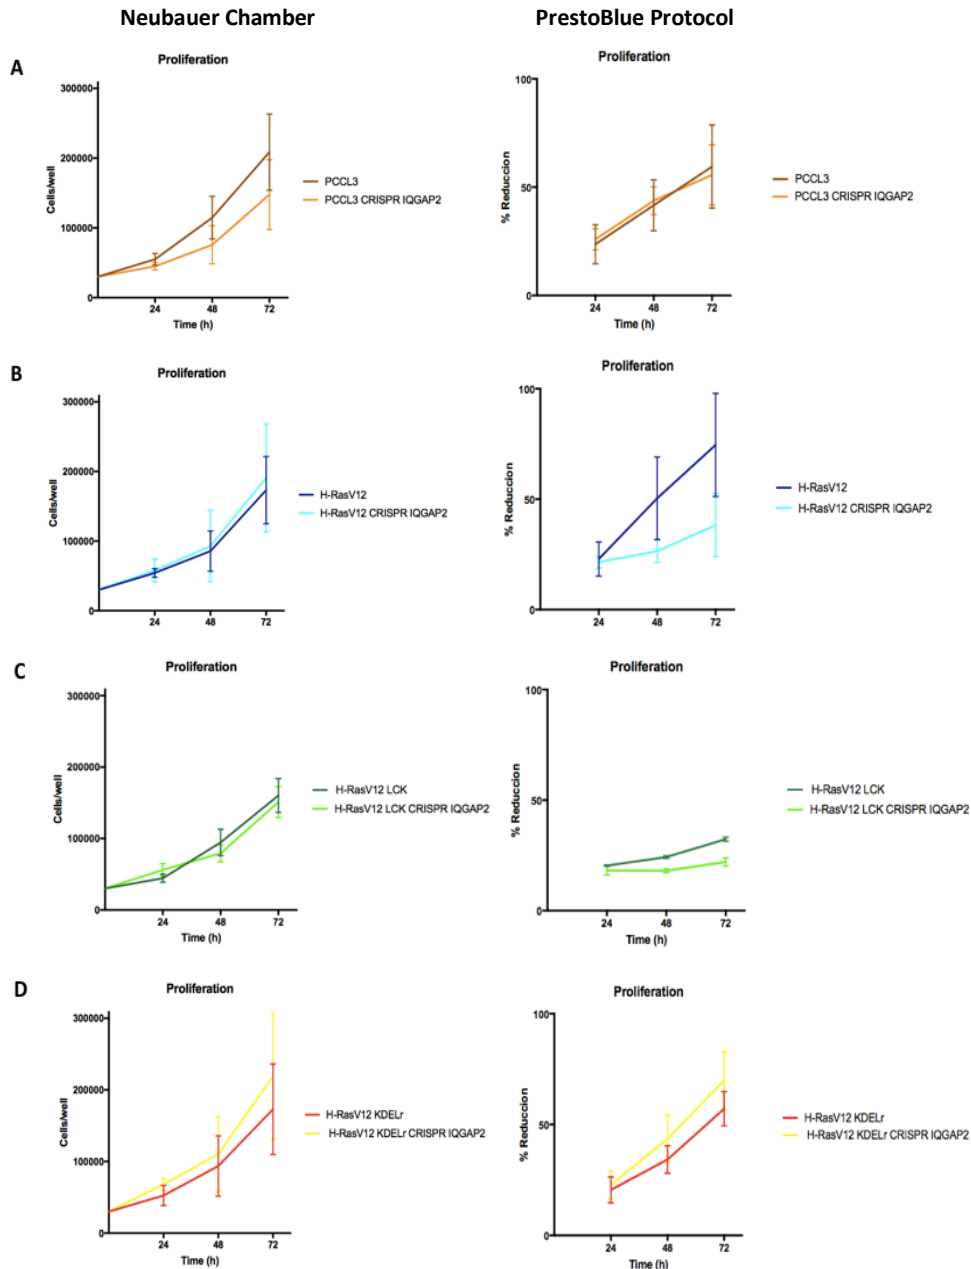 Neubauer Chamber
PrestoBlue Protocol
A
Proliferation
300000
200000
100000
0
Cells/well
24
48
72
Time (h)
PCCL3
PCCL3 CRISPR IQGAP2
Proliferation
100
50
0
% Reduccion
24
48
72
Time (h)
PCCL3
PCCL3 CRISPR IQGAP2
B
Proliferation
300000
200000
100000
0
Cells/well
24
48
72
H-RasV12
H-RasV12 CRISPR IQGAP2
Proliferation
100
50
0
% Reduccion
24
48
72
H-RasV12
H-RasV12 CRISPR IQGAP2
C
Proliferation
300000
200000
100000
0
Cells/well
24
48
72
Time (h)
H-RasV12 LCK
H-RasV12 LCK CRISPR IQGAP2
Proliferation
100
50
0
% Reduccion
24
48
72
Time (h)
H-RasV12 LCK
H-RasV12 LCK CRISPR IQGAP2
D
Proliferation
300000
200000
100000
0
Cells/well
24
48
72
Time (h)
H-RasV12 KDELr
H-RasV12 KDELr CRISPR IQGAP2
Proliferation
100
50
0
% Reduccion
24
48
72
Time (h)
H-RasV12 KDELr
H-RasV12 KDELr CRISPR IQGAP2